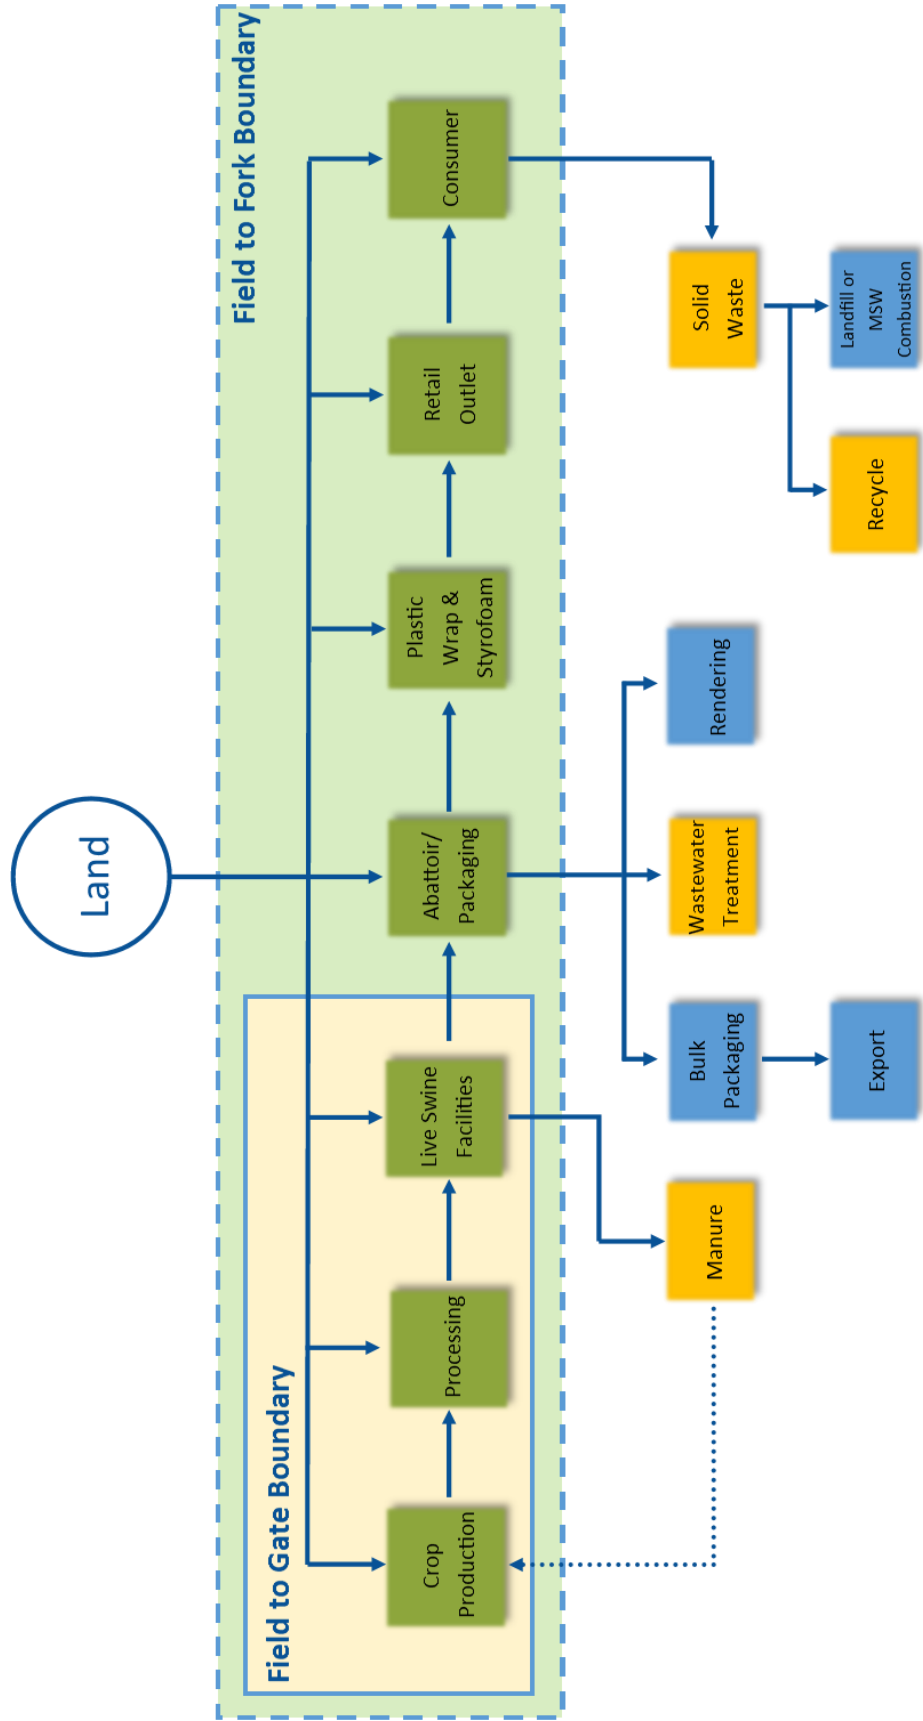 Land
Field to Fork Boundary
Field to Gate Boundary
Crop
Production
Processing
Live Swine
Facilities
Abattoir/
Packaging
Plastic
Wrap &
Styrofoam
Retail
Outlet
Consumer
Manure
Bulk
Packaging
Wastewater
Treatment
Rendering
Solid
Waste
Export
Recycle
Landfill or
MSW
Combustion